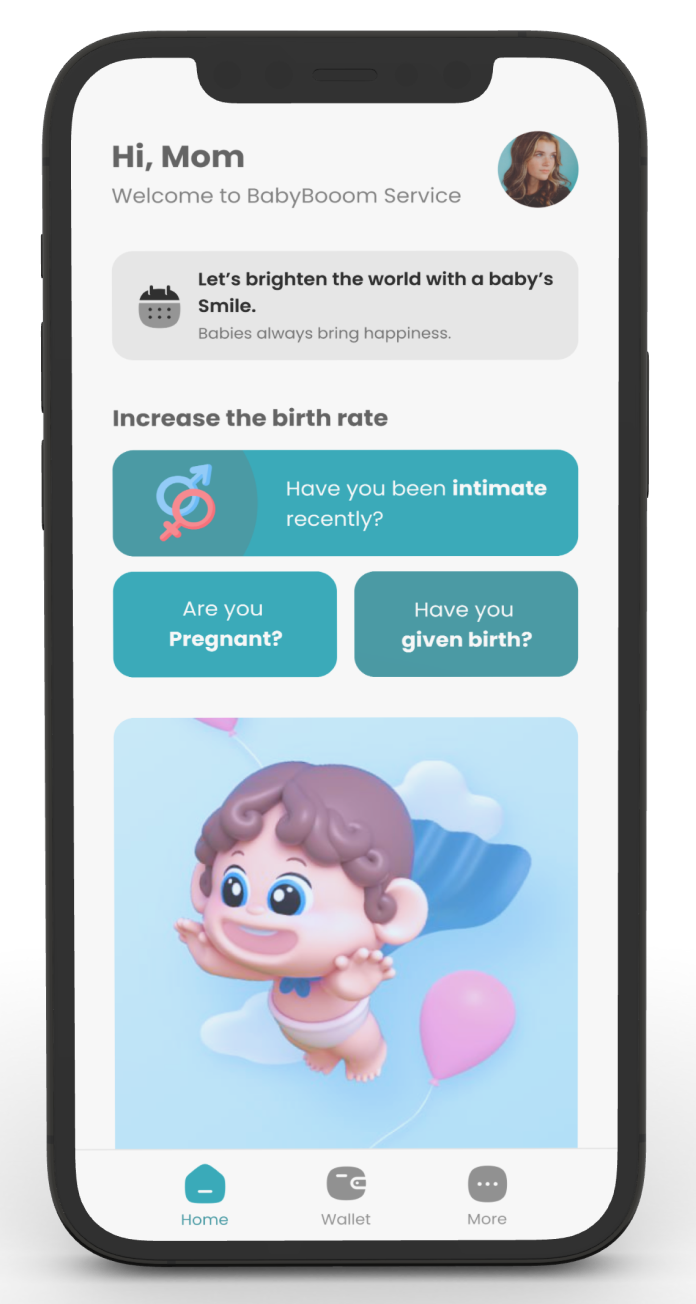 Hi, Mom
Welcome to BabyBooom Service
Let's brighten the world with a baby's
Smile.
Babies always bring happiness.
Increase the birth rate
Have you been intimate
recently?
Are you
Pregnant?
Have you
given birth?
Home
Wallet
More